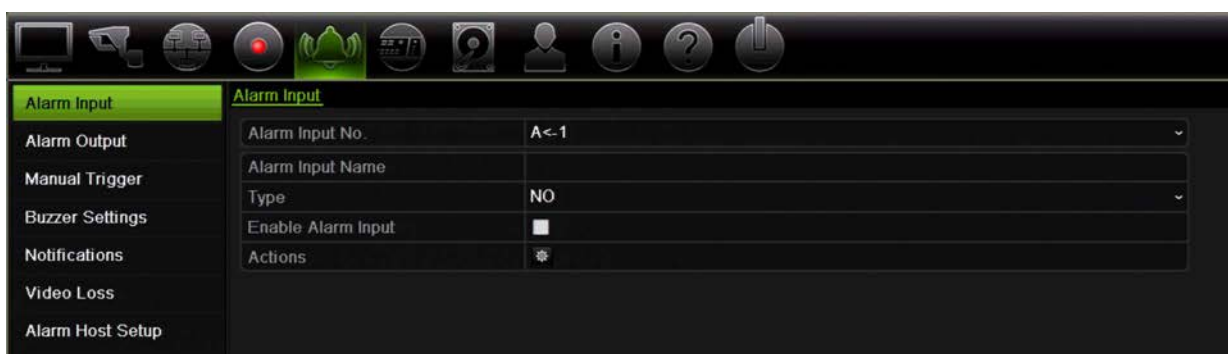 Alarm Input
Alarm Output
Manual Trigger
Buzzer Settings
Notifications
Video Loss
Alarm Host Setup
Alarm Input
Alarm Input No. A<-1
Alarm Input Name
Type NO
Enable Alarm Input
Actions